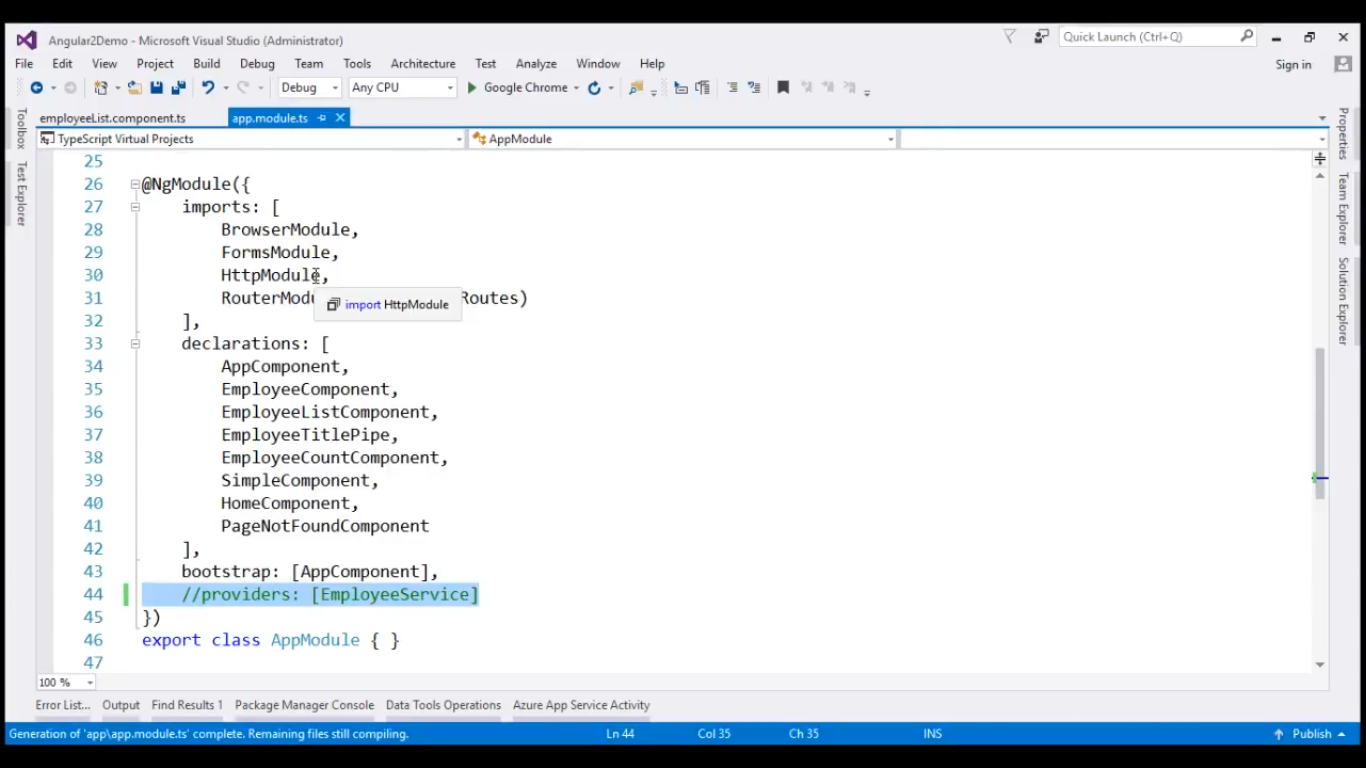 Angular2Demo - Microsoft Visual Studio (Administrator)
Quick Launch (Ctrl+Q)
File Edit View Project Build Debug Team Tools Architecture Test Analyze Window Help
Sign in
Debug Any CPU Google Chrome
employeeList.component.ts app.module.ts
TypeScript Virtual Projects AppModule
Toolbox
Test Explorer
Properties
Team Explorer
Solution Explorer
25
26 @NgModule({
27 imports: [
28 BrowserModule,
29 FormsModule,
30 HttpModule,
31 RouterModu Routes)
import HttpModule
32 ],
33 declarations: [
34 AppComponent,
35 EmployeeComponent,
36 EmployeeListComponent,
37 EmployeeTitlePipe,
38 EmployeeCountComponent,
39 SimpleComponent,
40 HomeComponent,
41 PageNotFoundComponent
42 ],
43 bootstrap: [AppComponent],
44 //providers: [EmployeeService]
45 })
46 export class AppModule { }
47
100 %
Error List... Output Find Results 1 Package Manager Console Data Tools Operations Azure App Service Activity
Generation of 'app\app.module.ts' complete. Remaining files still compiling. Ln 44 Col 35 Ch 35 INS Publish